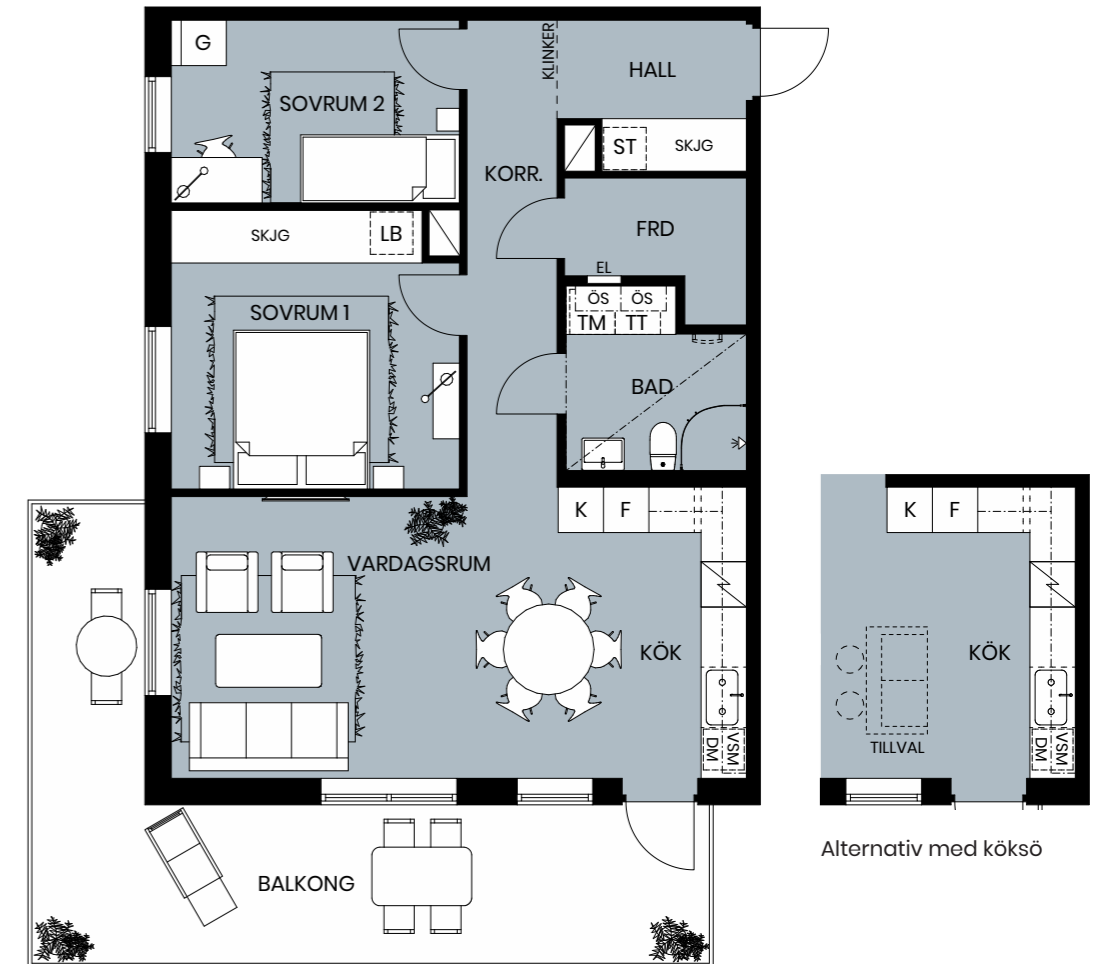 G
KLINKER
HALL
SOVRUM 2
ST
SKJG
KORR.
SKJG
LB
FRD
EL
ÖS
ÖS
TM
TT
SOVRUM 1
BAD
K
F
VARDAGSRUM
KÖK
DM
VSM
BALKONG
K
F
KÖK
TILLVAL
DM
VSM
Alternativ med köksö